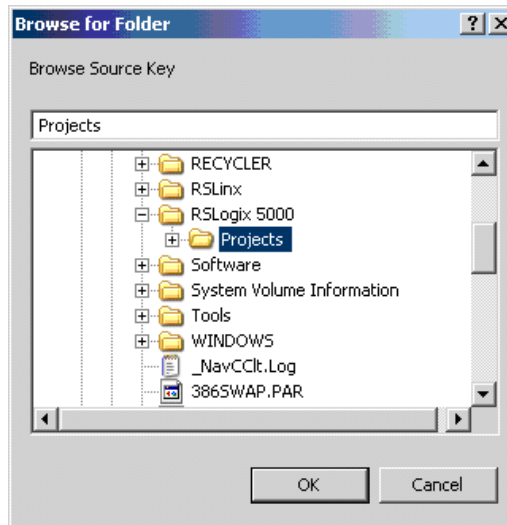 Browse for Folder
Browse Source Key
Projects
RECYCLER
RSLinx
RSLogix 5000
Projects
Software
System Volume Information
Tools
WINDOWS
_NavCClt.Log
386SWAP.PAR
OK
Cancel